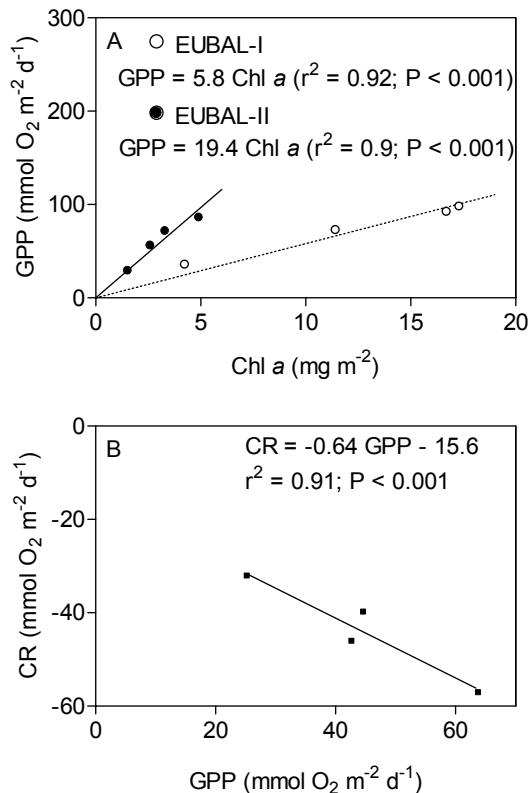 A
EUBAL-I
GPP = 5.8 Chl a (r² = 0.92; P < 0.001)
EUBAL-II
GPP = 19.4 Chl a (r² = 0.9; P < 0.001)
GPP (mmol O₂ m⁻² d⁻¹)
300
200
100
0
0 5 10 15 20
Chl a (mg m⁻²)
B
CR = -0.64 GPP - 15.6
r² = 0.91; P < 0.001
CR (mmol O₂ m⁻² d⁻¹)
0
-20
-40
-60
0 20 40 60
GPP (mmol O₂ m⁻² d⁻¹)